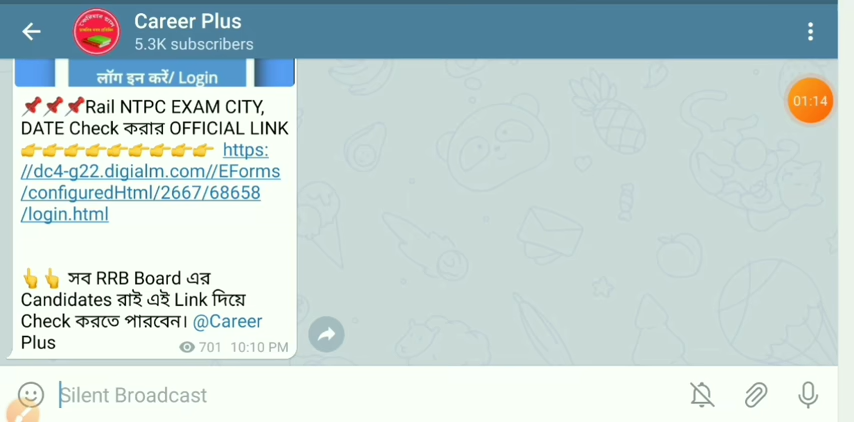 Career Plus
5.3K subscribers
लॉग इन करें/ Login
📌📌📌Rail NTPC EXAM CITY,
DATE Check করার OFFICIAL LINK
👉👉👉👉👉👉👉👉👉 https:
//dc4-g22.digialm.com//EForms
/configuredHtml/2667/68658
/login.html
👆👆 সব RRB Board এর
Candidates রাই এই Link দিয়ে
Check করতে পারবেন। @Career
Plus
701 10:10 PM
01:14
Silent Broadcast